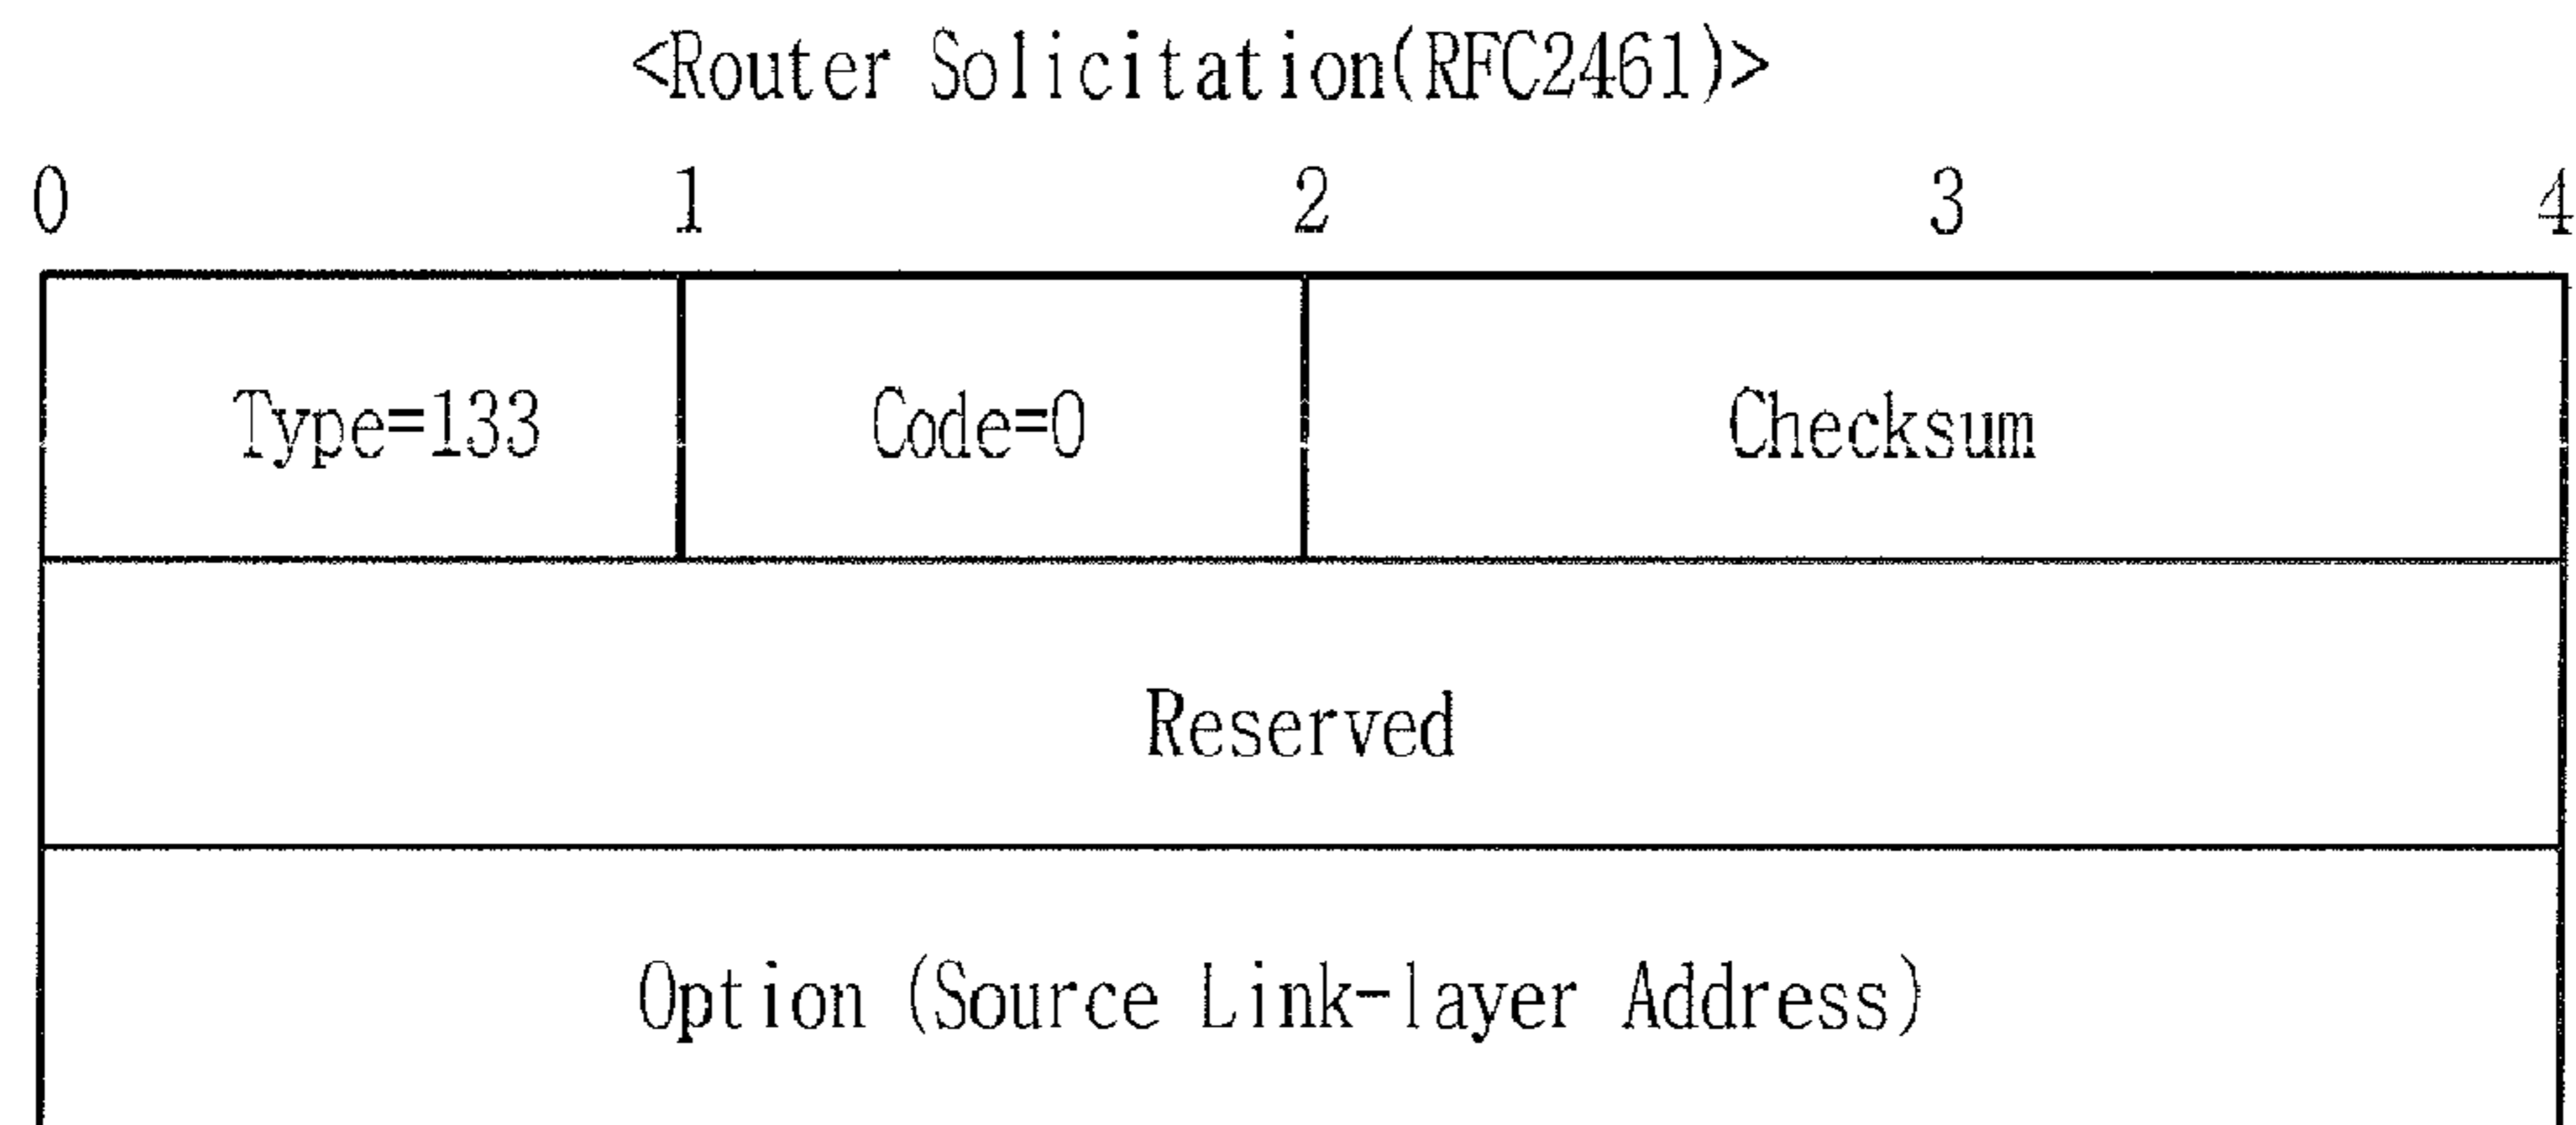 <Router Solicitation(RFC2461)>
0 1 2 3 4
Type=133 Code=0 Checksum
Reserved
Option (Source Link-layer Address)